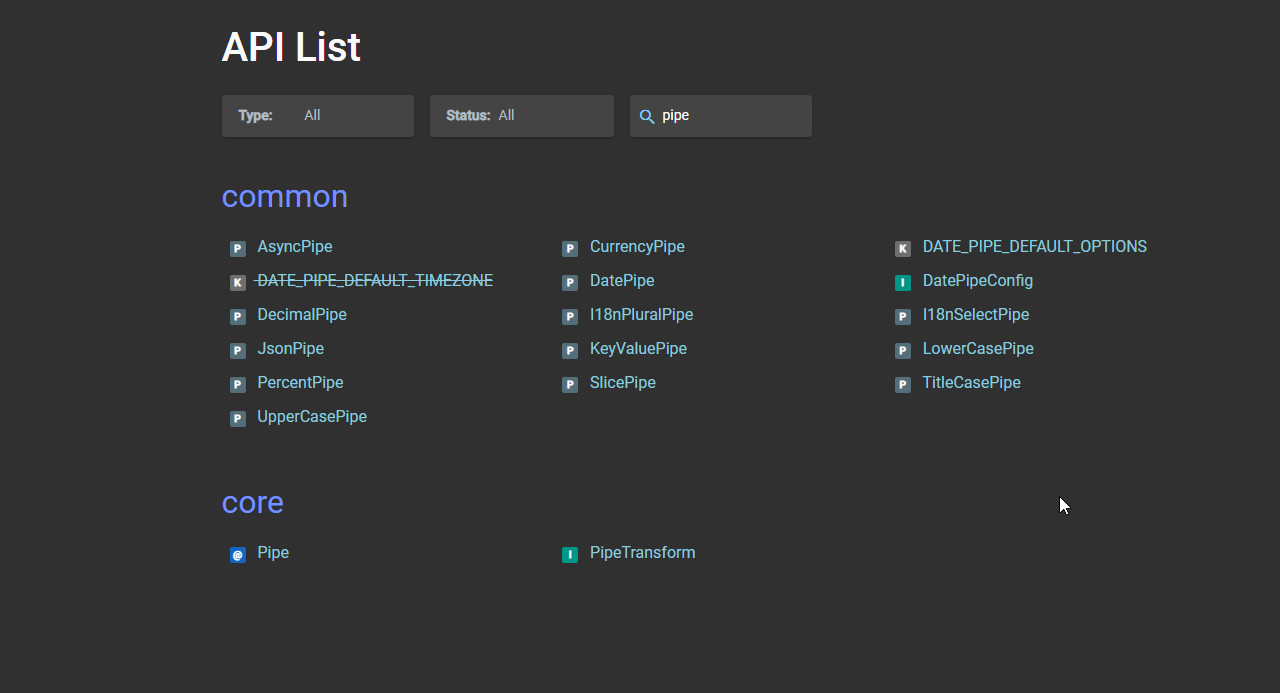 API List
Type: All Status: All pipe
common
P AsyncPipe P CurrencyPipe K DATE_PIPE_DEFAULT_OPTIONS
K DATE_PIPE_DEFAULT_TIMEZONE P DatePipe I DatePipeConfig
P DecimalPipe P I18nPluralPipe P I18nSelectPipe
P JsonPipe P KeyValuePipe P LowerCasePipe
P PercentPipe P SlicePipe P TitleCasePipe
P UpperCasePipe
core
@ Pipe I PipeTransform